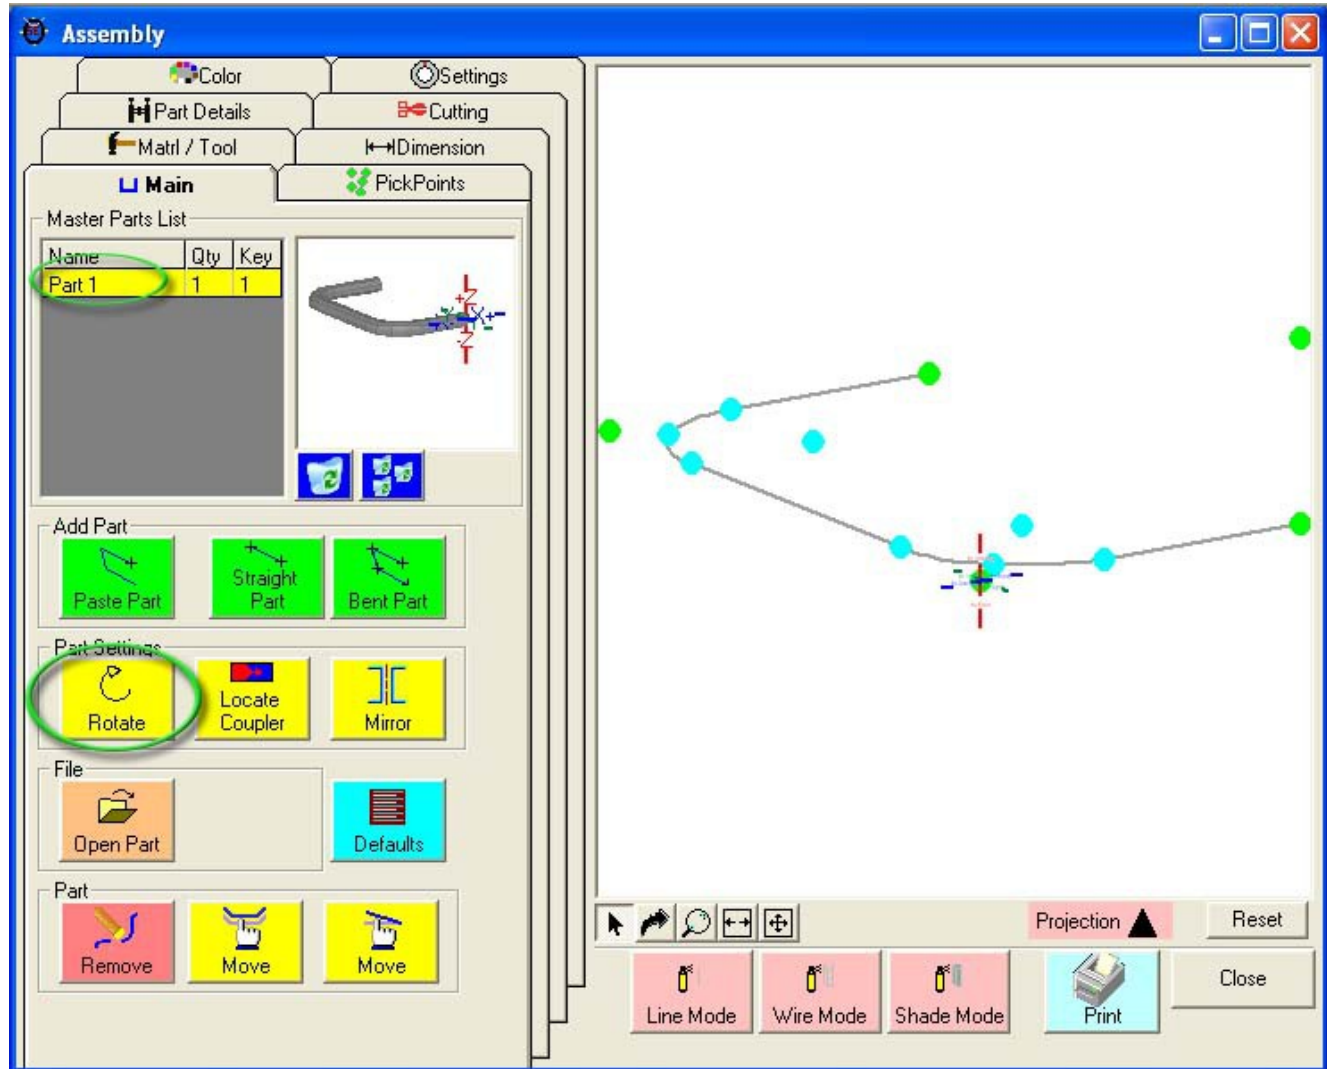 Assembly
Color
Settings
Part Details
Cutting
Matrl / Tool
Dimension
Main
PickPoints
Master Parts List
Name Qty Key
Part 1 1 1
+Z
X+
-Z
Add Part
Paste Part
Straight Part
Bent Part
Part Settings
Rotate
Locate Coupler
Mirror
File
Open Part
Defaults
Part
Remove
Move
Move
Projection
Reset
Line Mode
Wire Mode
Shade Mode
Print
Close